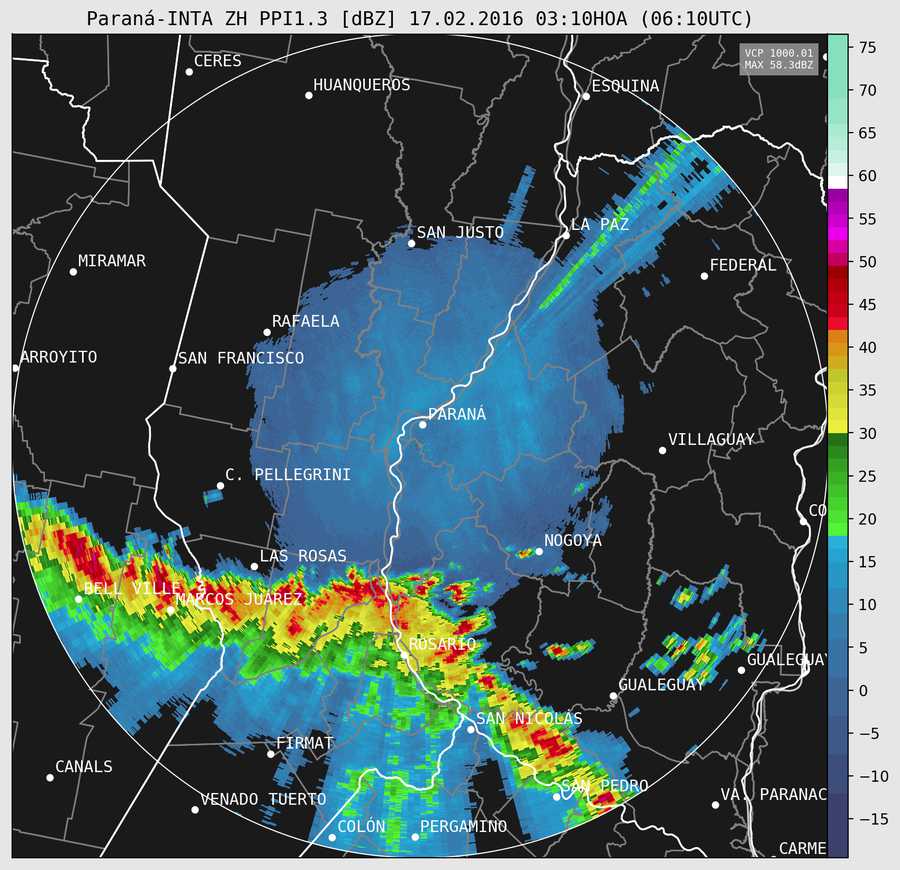 Paraná-INTA ZH PPI1.3 [dBZ] 17.02.2016 03:10HOA (06:10UTC)
VCP 1000.01
MAX 58.3dBZ
75
CERES
HUANQUEROS
ESQUINA
70
65
60
55
SAN JUSTO
LA PAZ
MIRAMAR
FEDERAL
50
45
RAFAELA
40
ARROYITO
SAN FRANCISCO
35
PARANÁ
VILLAGUAY
30
C. PELLEGRINI
25
CO
20
NOGOYA
LAS ROSAS
15
BELL VILLE
MARCOS JUÁREZ
10
ROSARIO
5
GUALEGUAY
GUALEGUAY
0
SAN NICOLÁS
−5
FIRMAT
CANALS
−10
SAN PEDRO
VENADO TUERTO
VA. PARANAC
−15
COLÓN
PERGAMINO
CARME